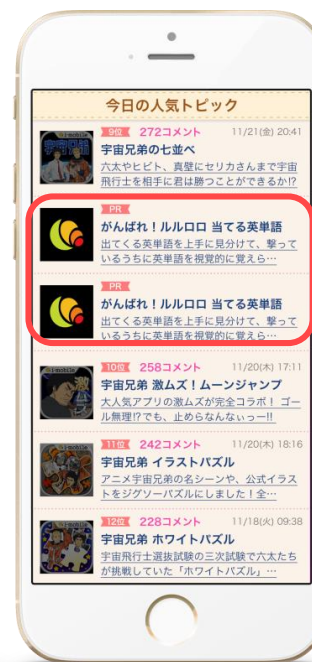 今日の人気トピック
9位 272コメント 11/21(金) 20:41
宇宙兄弟の七並べ
六太やヒビト、真壁にセリカさんまで宇宙
飛行士を相手に君は勝つことができるか!?
PR
がんばれ！ルルロロ 当てる英単語
出てくる英単語を上手に見分けて、撃って
いるうちに英単語を視覚的に覚えら…
PR
がんばれ！ルルロロ 当てる英単語
出てくる英単語を上手に見分けて、撃って
いるうちに英単語を視覚的に覚えら…
10位 258コメント 11/20(木) 17:11
宇宙兄弟 激ムズ！ムーンジャンプ
大人気アプリの激ムズが完全コラボ！ ゴー
ル無理!?でも、止めらなんなぃっー!!
11位 242コメント 11/20(木) 18:16
宇宙兄弟 イラストパズル
アニメ宇宙兄弟の名シーンや、公式イラス
トをジグソーパズルにしました！全…
12位 228コメント 11/18(火) 09:38
宇宙兄弟 ホワイトパズル
宇宙飛行士選抜試験の三次試験で六太たち
が挑戦していた「ホワイトパズル」…